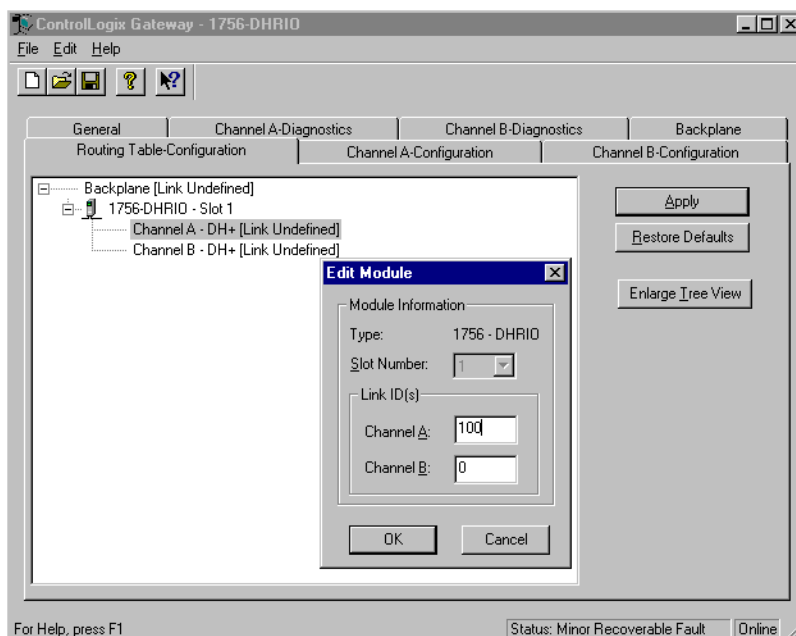 ControlLogix Gateway - 1756-DHRIO
File Edit Help
General Channel A-Diagnostics Channel B-Diagnostics Backplane
Routing Table-Configuration Channel A-Configuration Channel B-Configuration
Backplane [Link Undefined]
1756-DHRIO - Slot 1
Channel A - DH+ [Link Undefined]
Channel B - DH+ [Link Undefined]
Apply
Restore Defaults
Enlarge Tree View
Edit Module
Module Information
Type: 1756 - DHRIO
Slot Number: 1
Link ID(s)
Channel A: 100
Channel B: 0
OK Cancel
For Help, press F1 Status: Minor Recoverable Fault Online